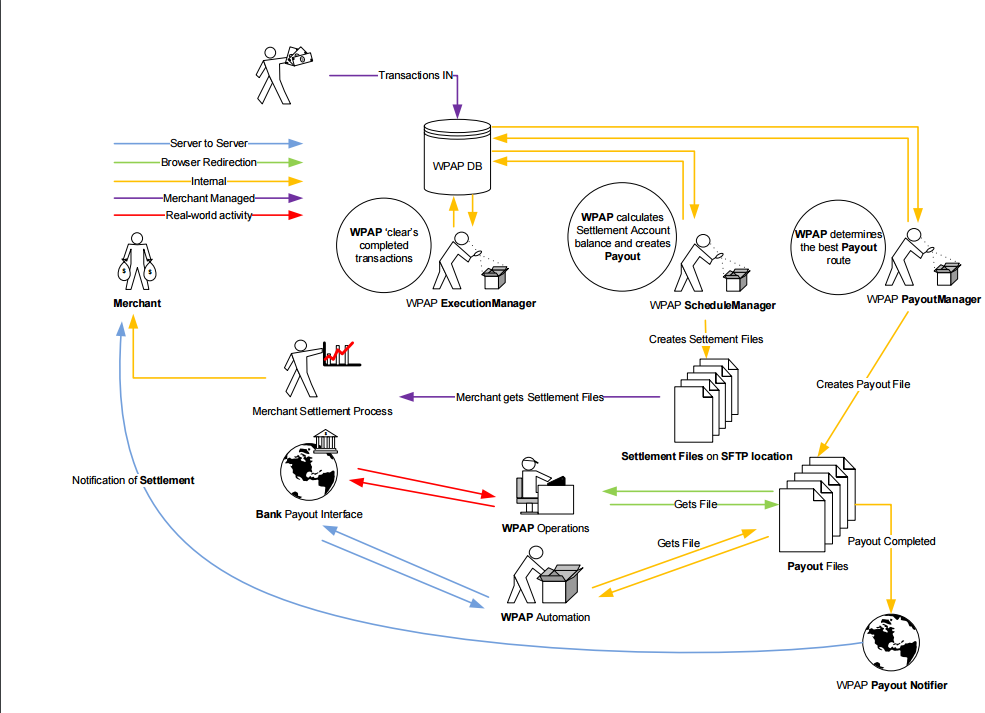 Transactions IN
Server to Server
Browser Redirection
Internal
Merchant Managed
Real-world activity
WPAP DB
WPAP 'clear's
completed
transactions
WPAP calculates
Settlement Account
balance and creates
Payout
WPAP determines
the best Payout
route
$ $
Merchant
WPAP ExecutionManager
WPAP ScheduleManager
WPAP PayoutManager
Creates Settlement Files
Creates Payout File
Merchant gets Settlement Files
Merchant Settlement Process
Settlement Files on SFTP location
Notification of Settlement
Bank Payout Interface
WPAP Operations
Gets File
Gets File
Payout Completed
Payout Files
WPAP Automation
WPAP Payout Notifier